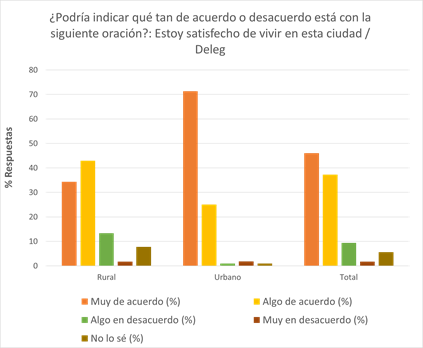 ¿Podría indicar qué tan de acuerdo o desacuerdo está con la
siguiente oración?: Estoy satisfecho de vivir en esta ciudad /
Deleg
% Respuestas
80
70
60
50
40
30
20
10
0
Rural
Urbano
Total
Muy de acuerdo (%)
Algo de acuerdo (%)
Algo en desacuerdo (%)
Muy en desacuerdo (%)
No lo sé (%)